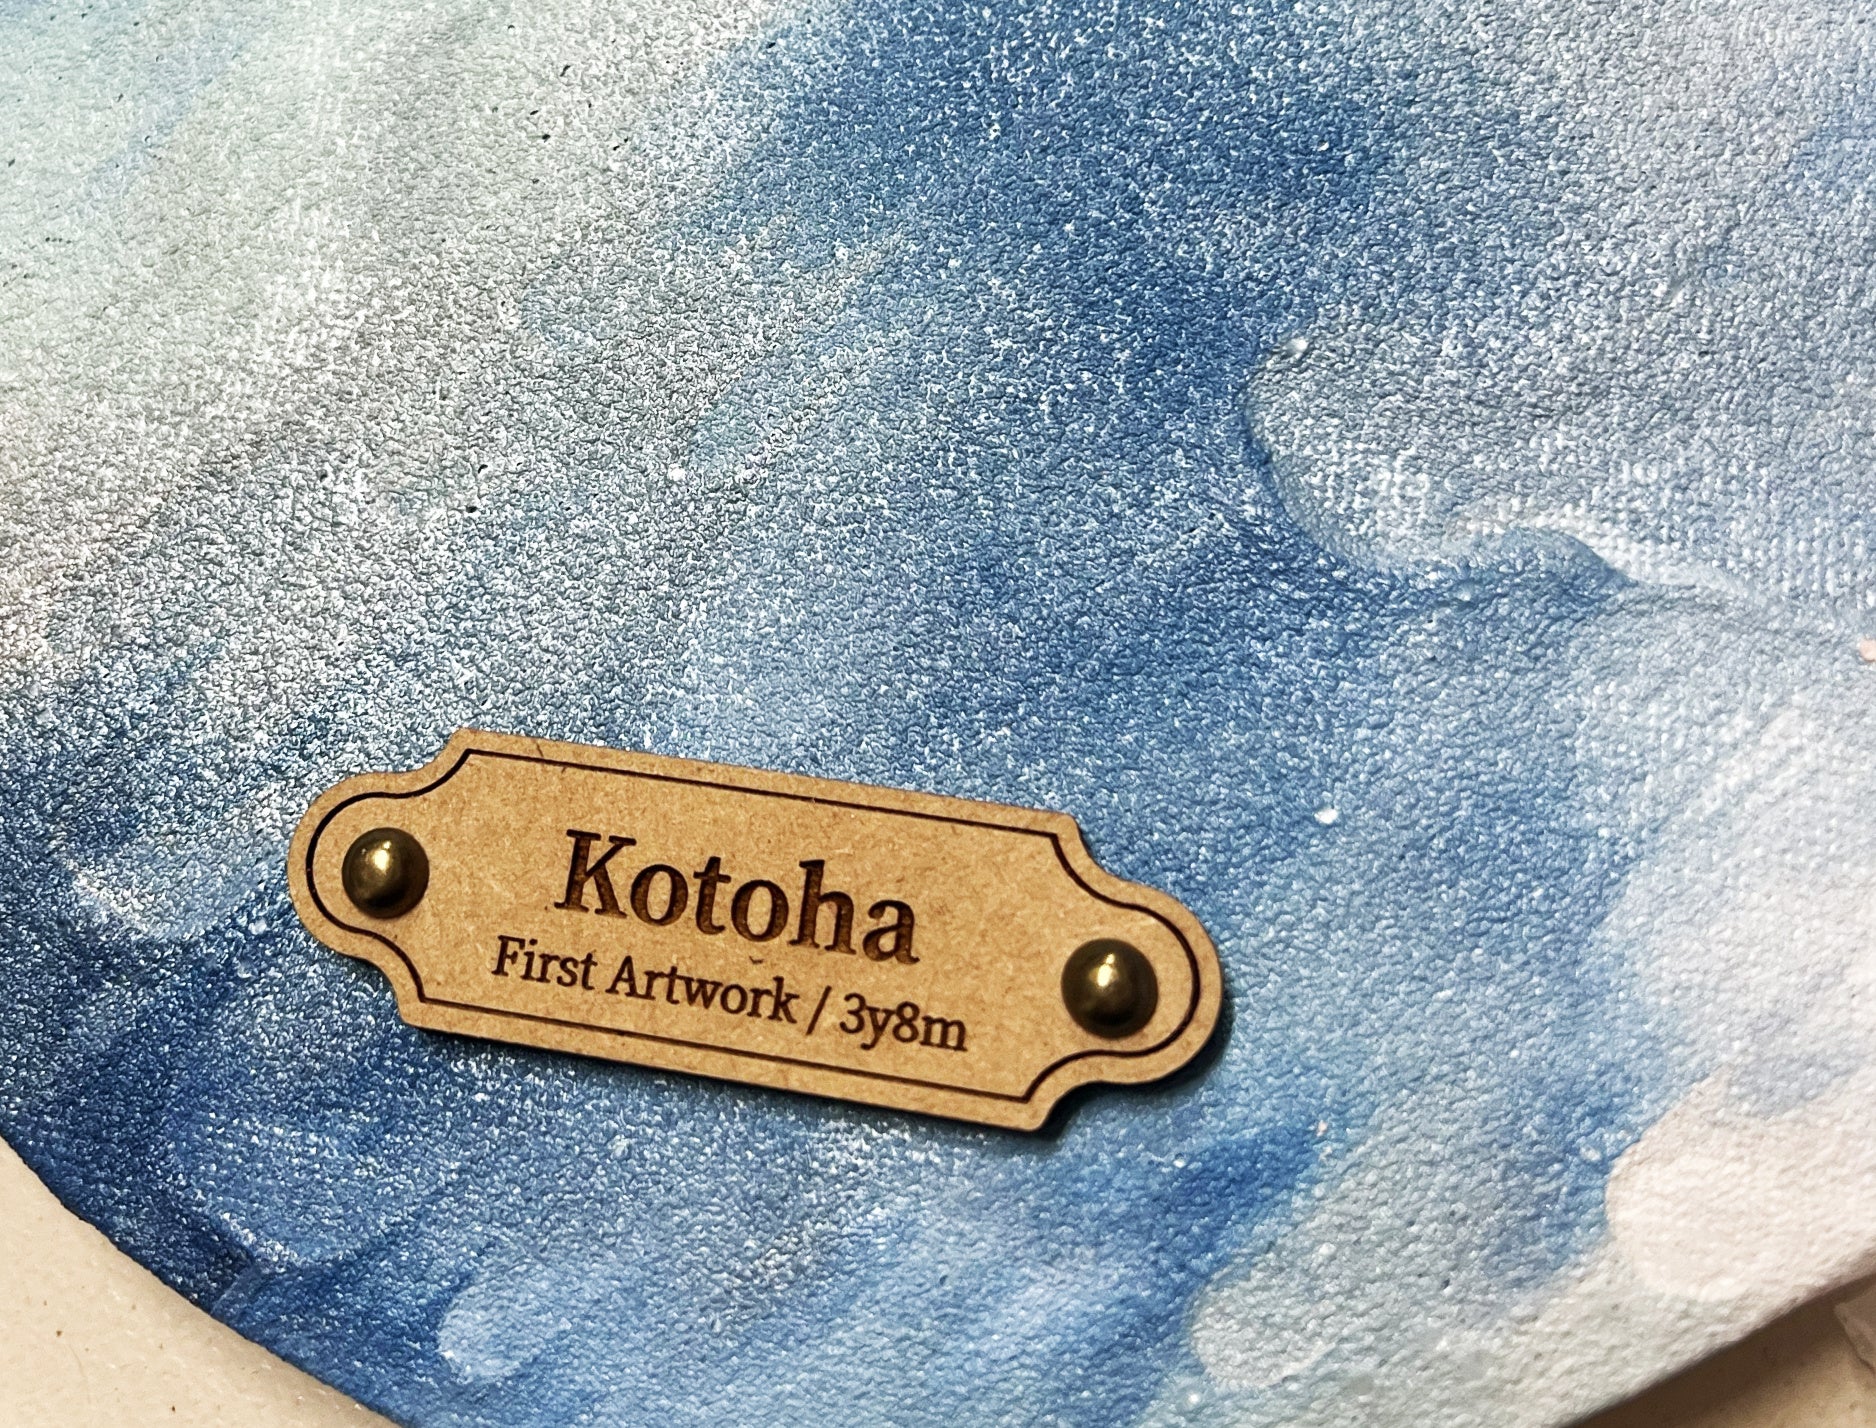 Kotoha
First Artwork / 3y8m